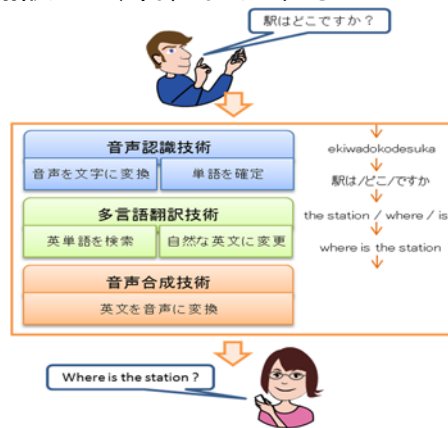 駅はどこですか？
音声認識技術
音声を文字に変換
単語を確定
ekiwadokodesuka
駅は/どこ/ですか
多言語翻訳技術
英単語を検索
自然な英文に変更
the station / where / is
where is the station
音声合成技術
英文を音声に変換
Where is the station ?